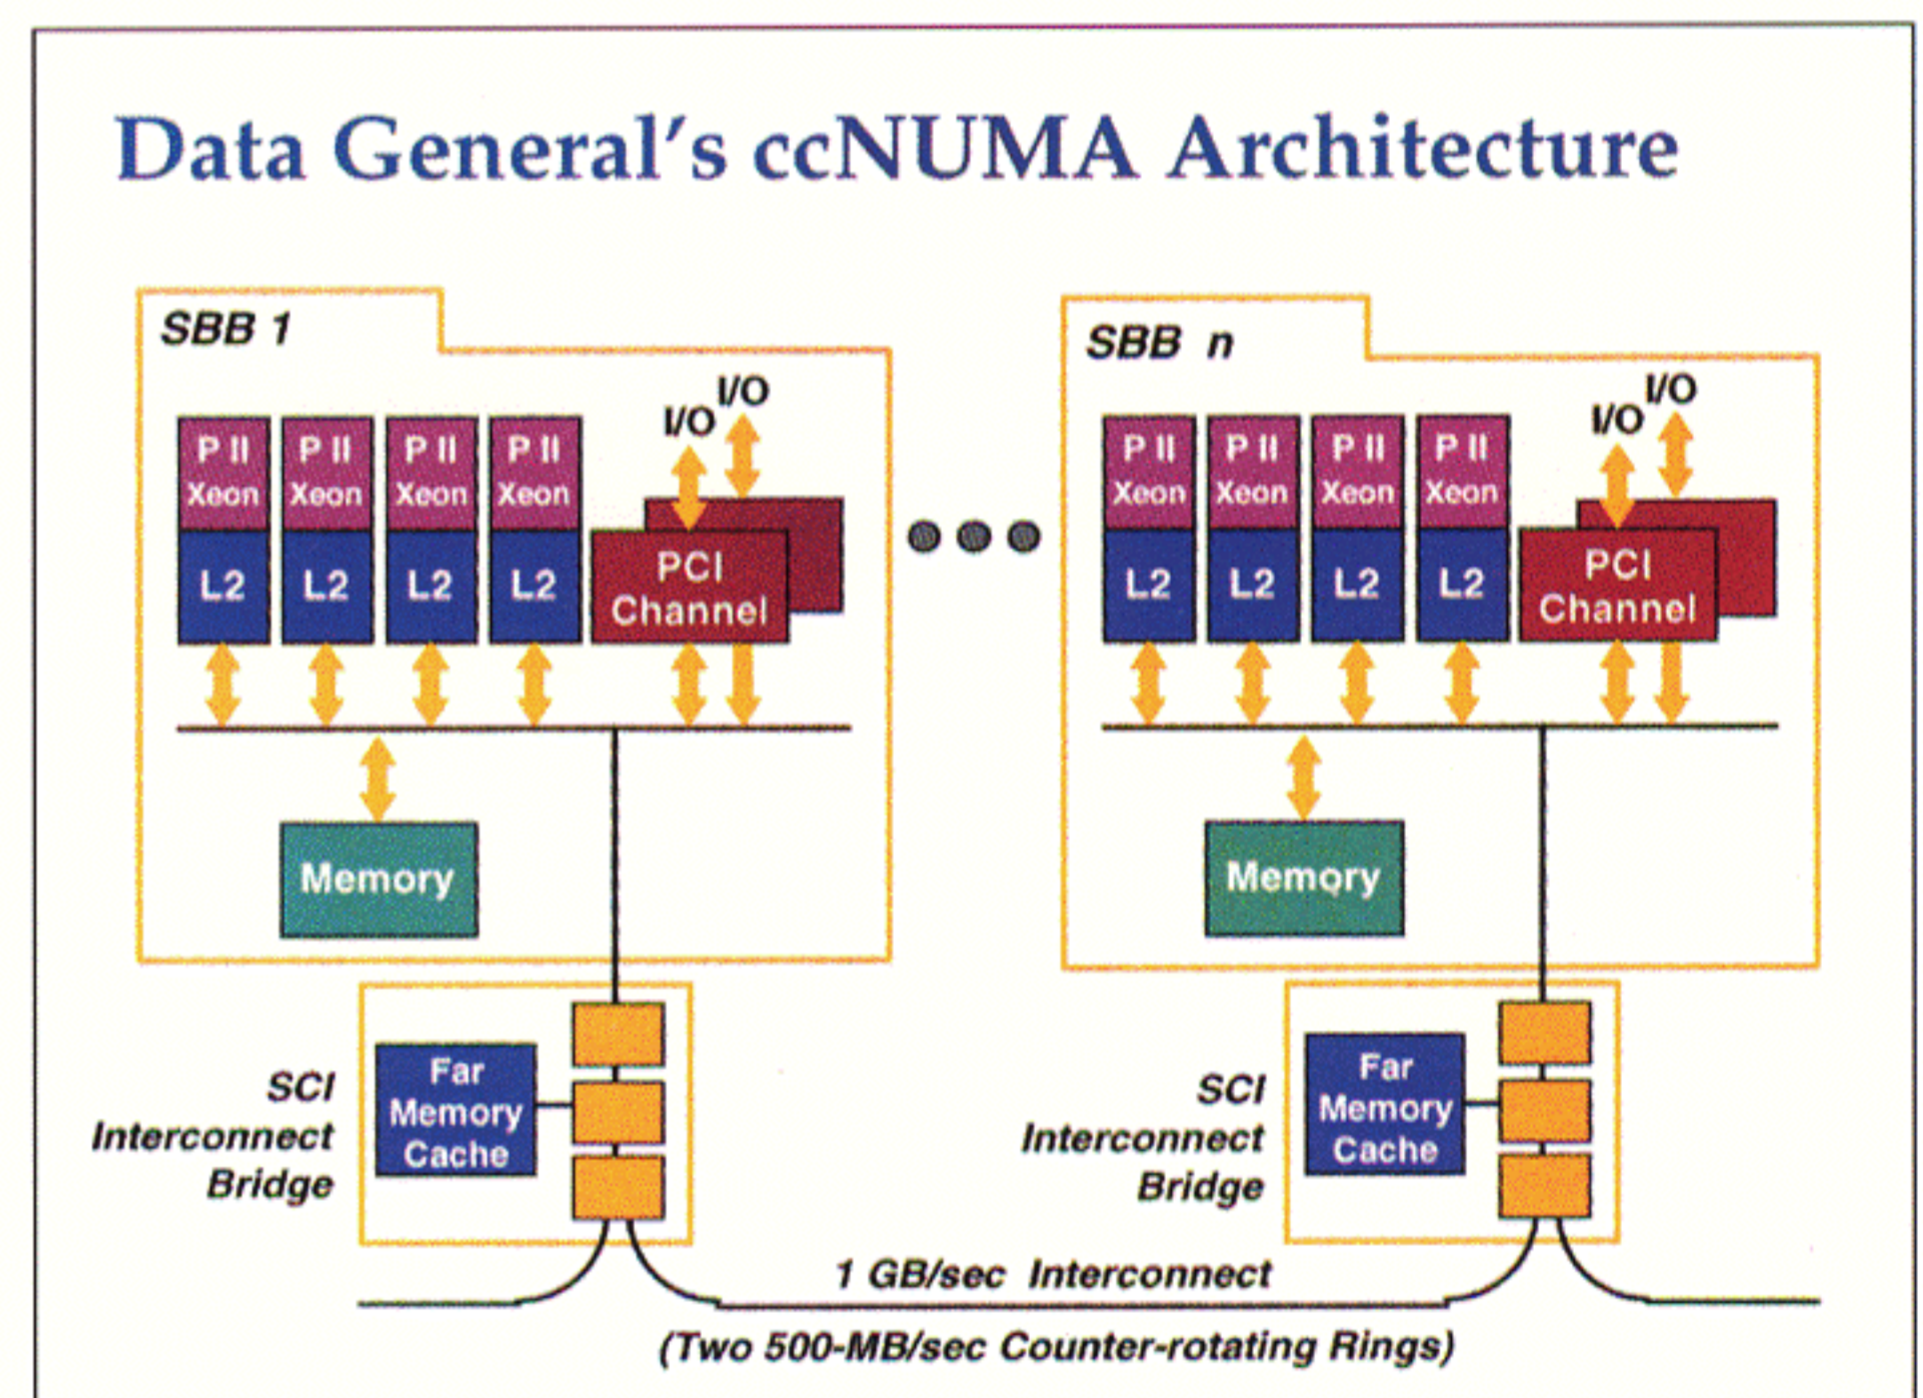 Data General's ccNUMA Architecture
SBB 1
I/O
I/O
P II
Xeon
L2
P II
Xeon
L2
P II
Xeon
L2
P II
Xeon
L2
PCI
Channel
Memory
SBB n
I/O
I/O
P II
Xeon
L2
P II
Xeon
L2
P II
Xeon
L2
P II
Xeon
L2
PCI
Channel
Memory
SCI
Interconnect
Bridge
Far
Memory
Cache
SCI
Interconnect
Bridge
Far
Memory
Cache
1 GB/sec Interconnect
(Two 500-MB/sec Counter-rotating Rings)